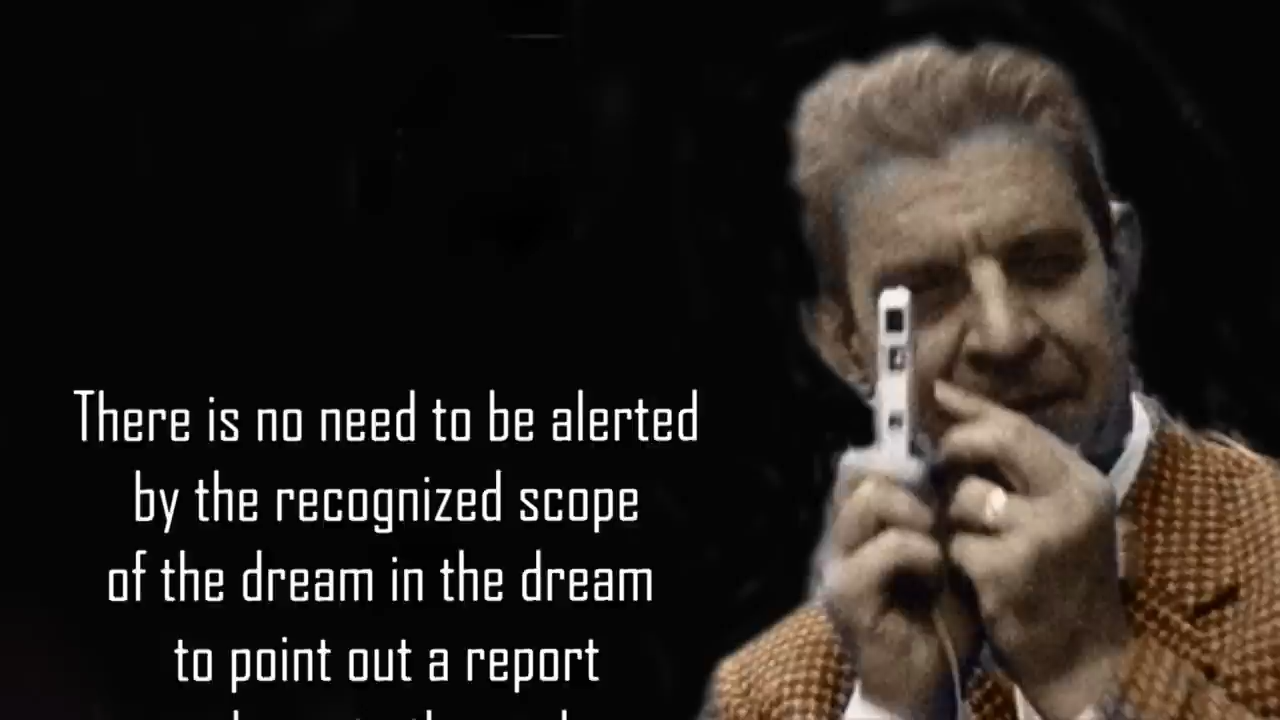 There is no need to be alerted
by the recognized scope
of the dream in the dream
to point out a report